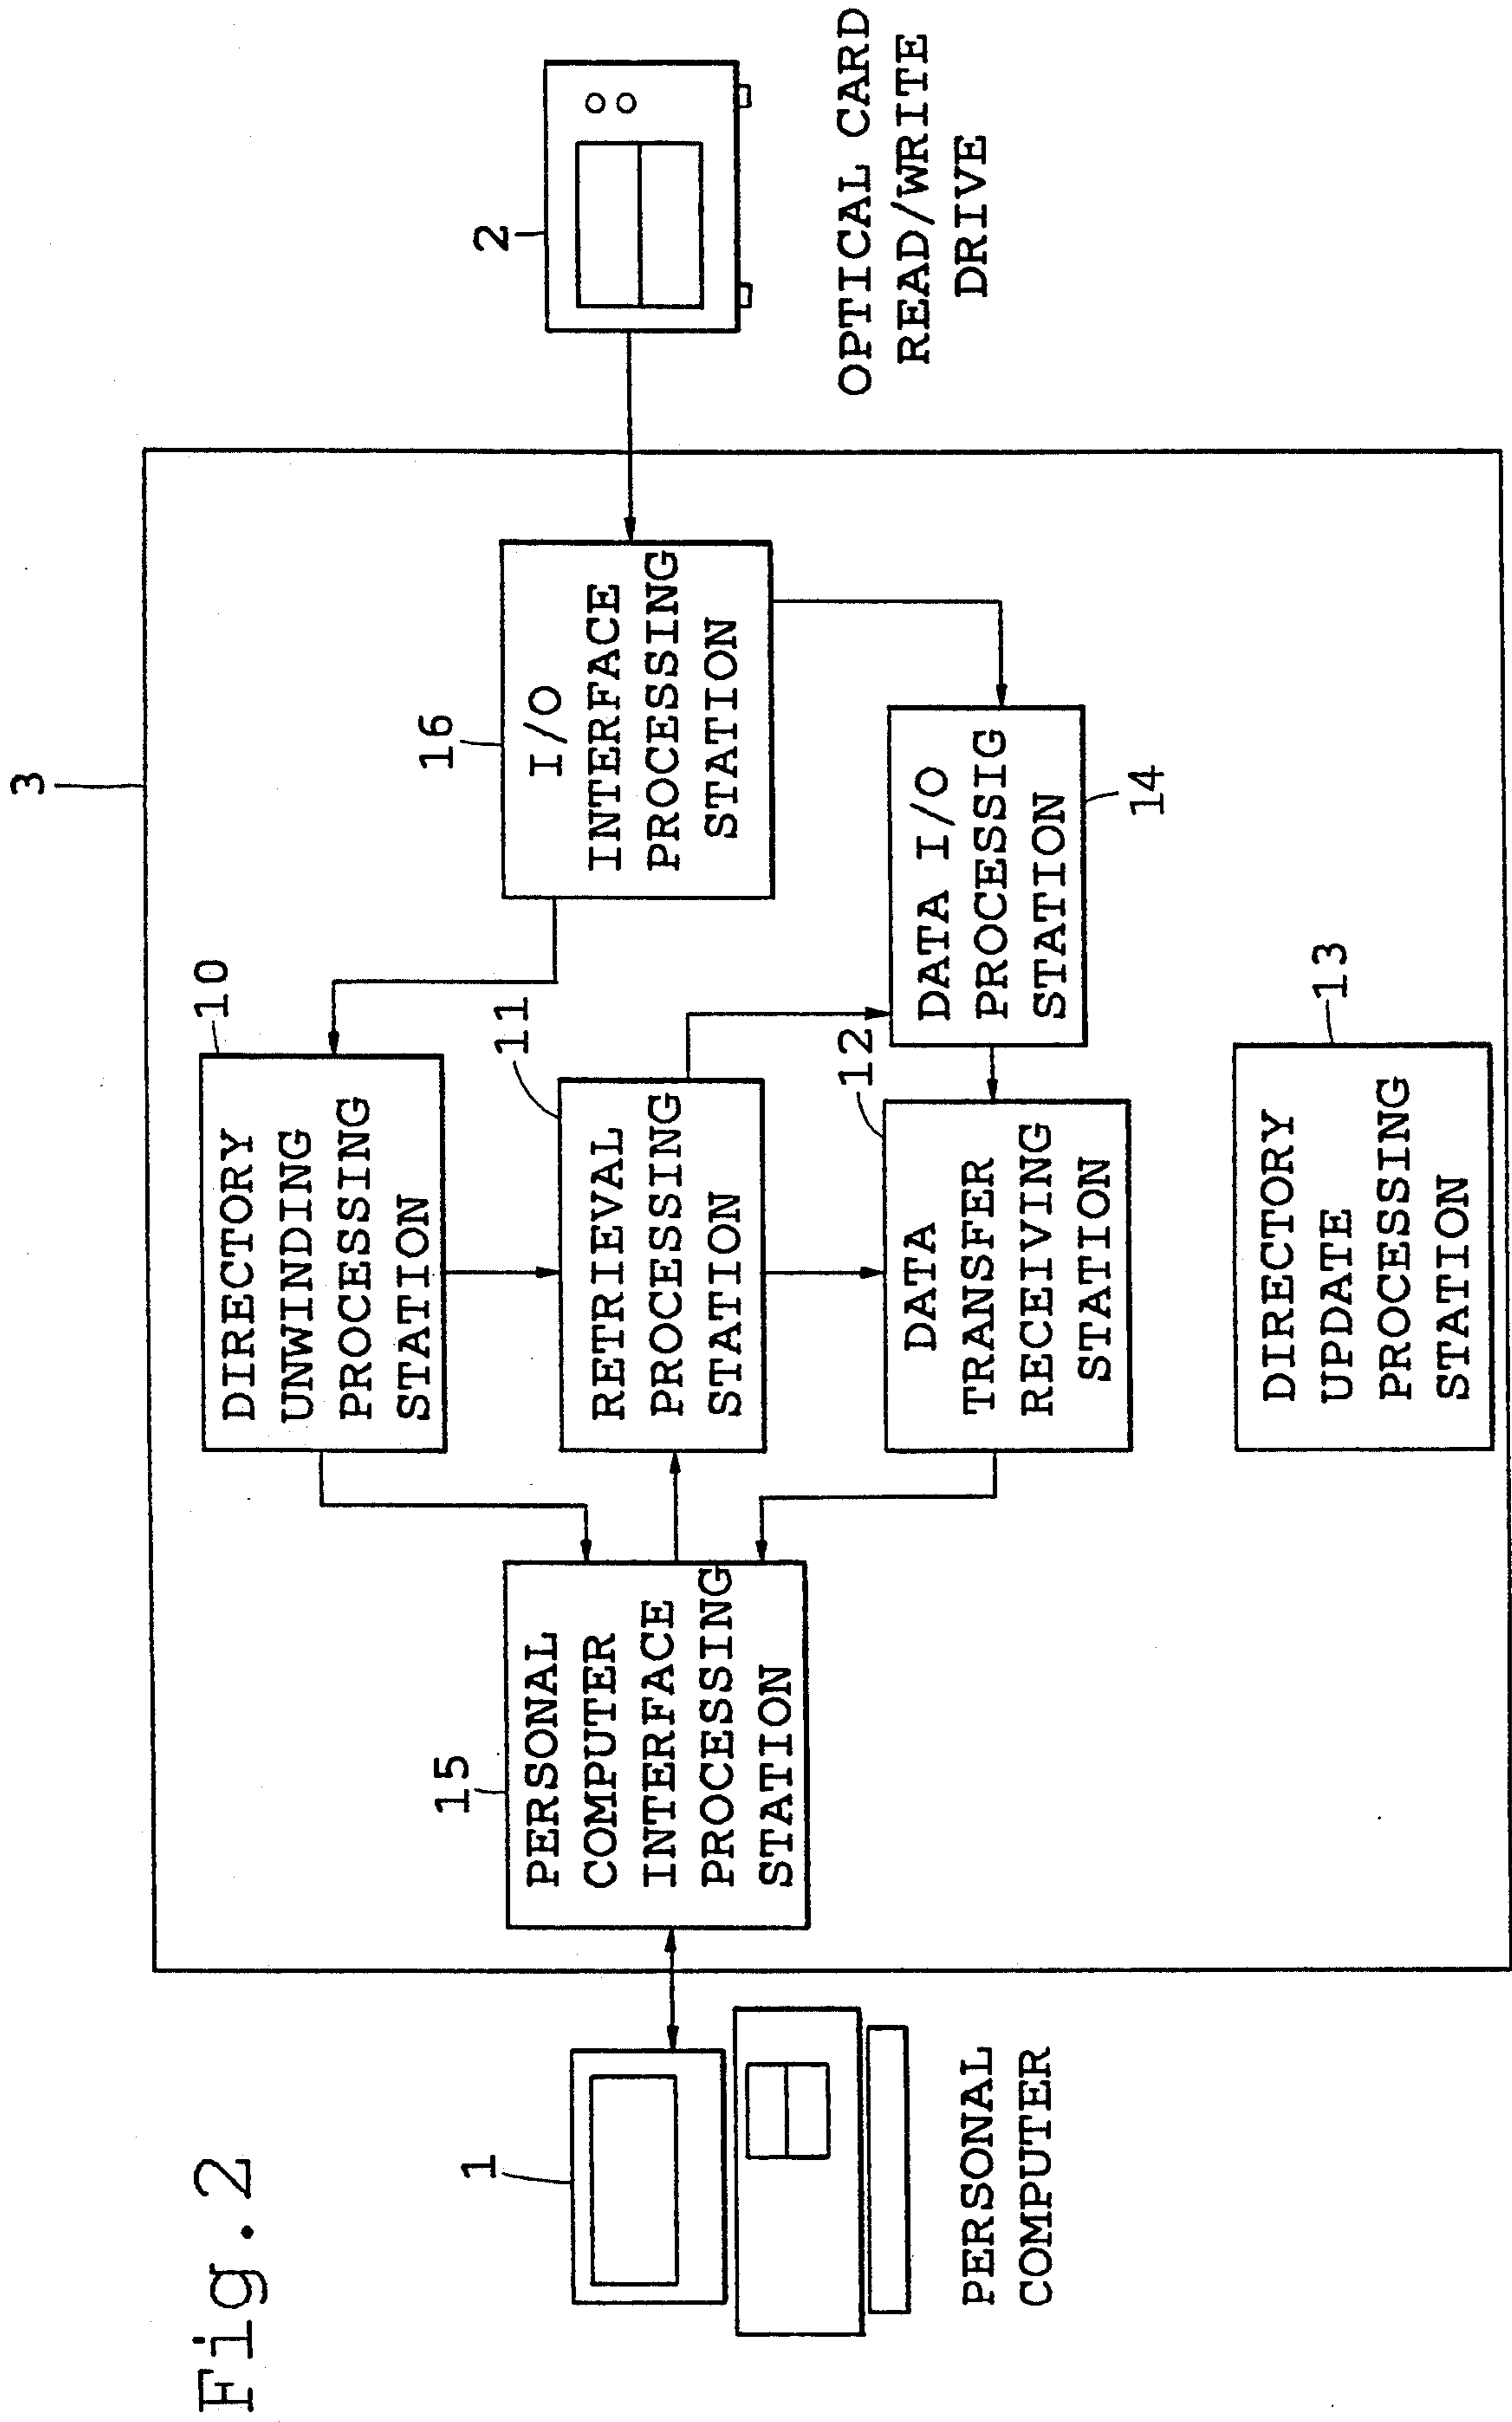 Fig.2
3
1
PERSONAL
COMPUTER
15
PERSONAL
COMPUTER
INTERFACE
PROCESSING
STATION
10
DIRECTORY
UNWINDING
PROCESSING
STATION
11
RETRIEVAL
PROCESSING
STATION
12
DATA
TRANSFER
RECEIVING
STATION
13
DIRECTORY
UPDATE
PROCESSING
STATION
16
I/O
INTERFACE
PROCESSING
STATION
DATA I/O
PROCESSIG
STATION
14
2
OPTICAL CARD
READ/WRITE
DRIVE